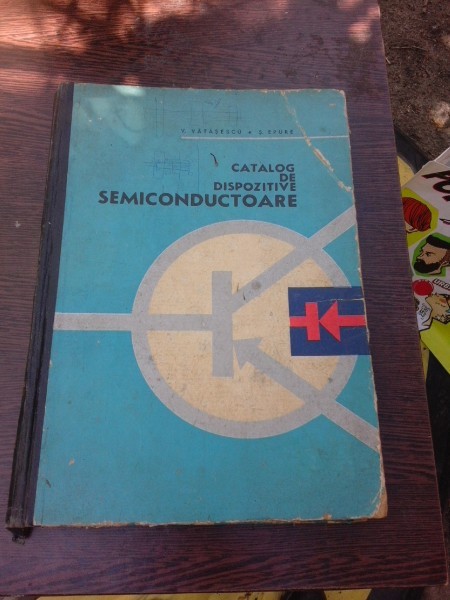 CATALOG
DE
DISPOZITIVE
SEMICONDUCTOARE